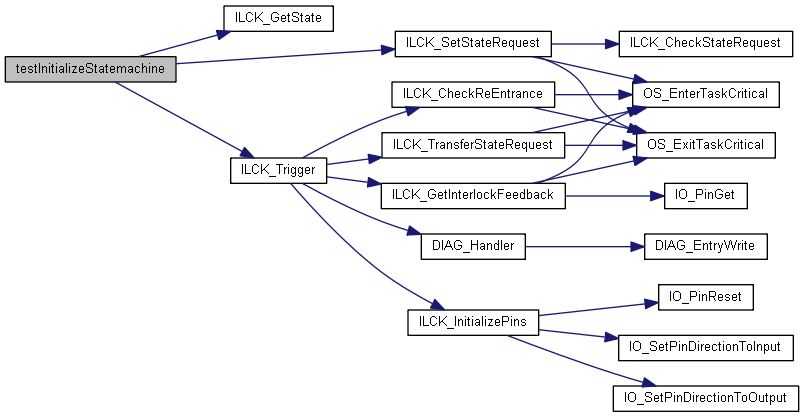 ILCK_GetState
ILCK_SetStateRequest
ILCK_CheckStateRequest
testInitializeStatemachine
ILCK_CheckReEntrance
OS_EnterTaskCritical
ILCK_TransferStateRequest
OS_ExitTaskCritical
ILCK_Trigger
ILCK_GetInterlockFeedback
IO_PinGet
DIAG_Handler
DIAG_EntryWrite
IO_PinReset
ILCK_InitializePins
IO_SetPinDirectionToInput
IO_SetPinDirectionToOutput